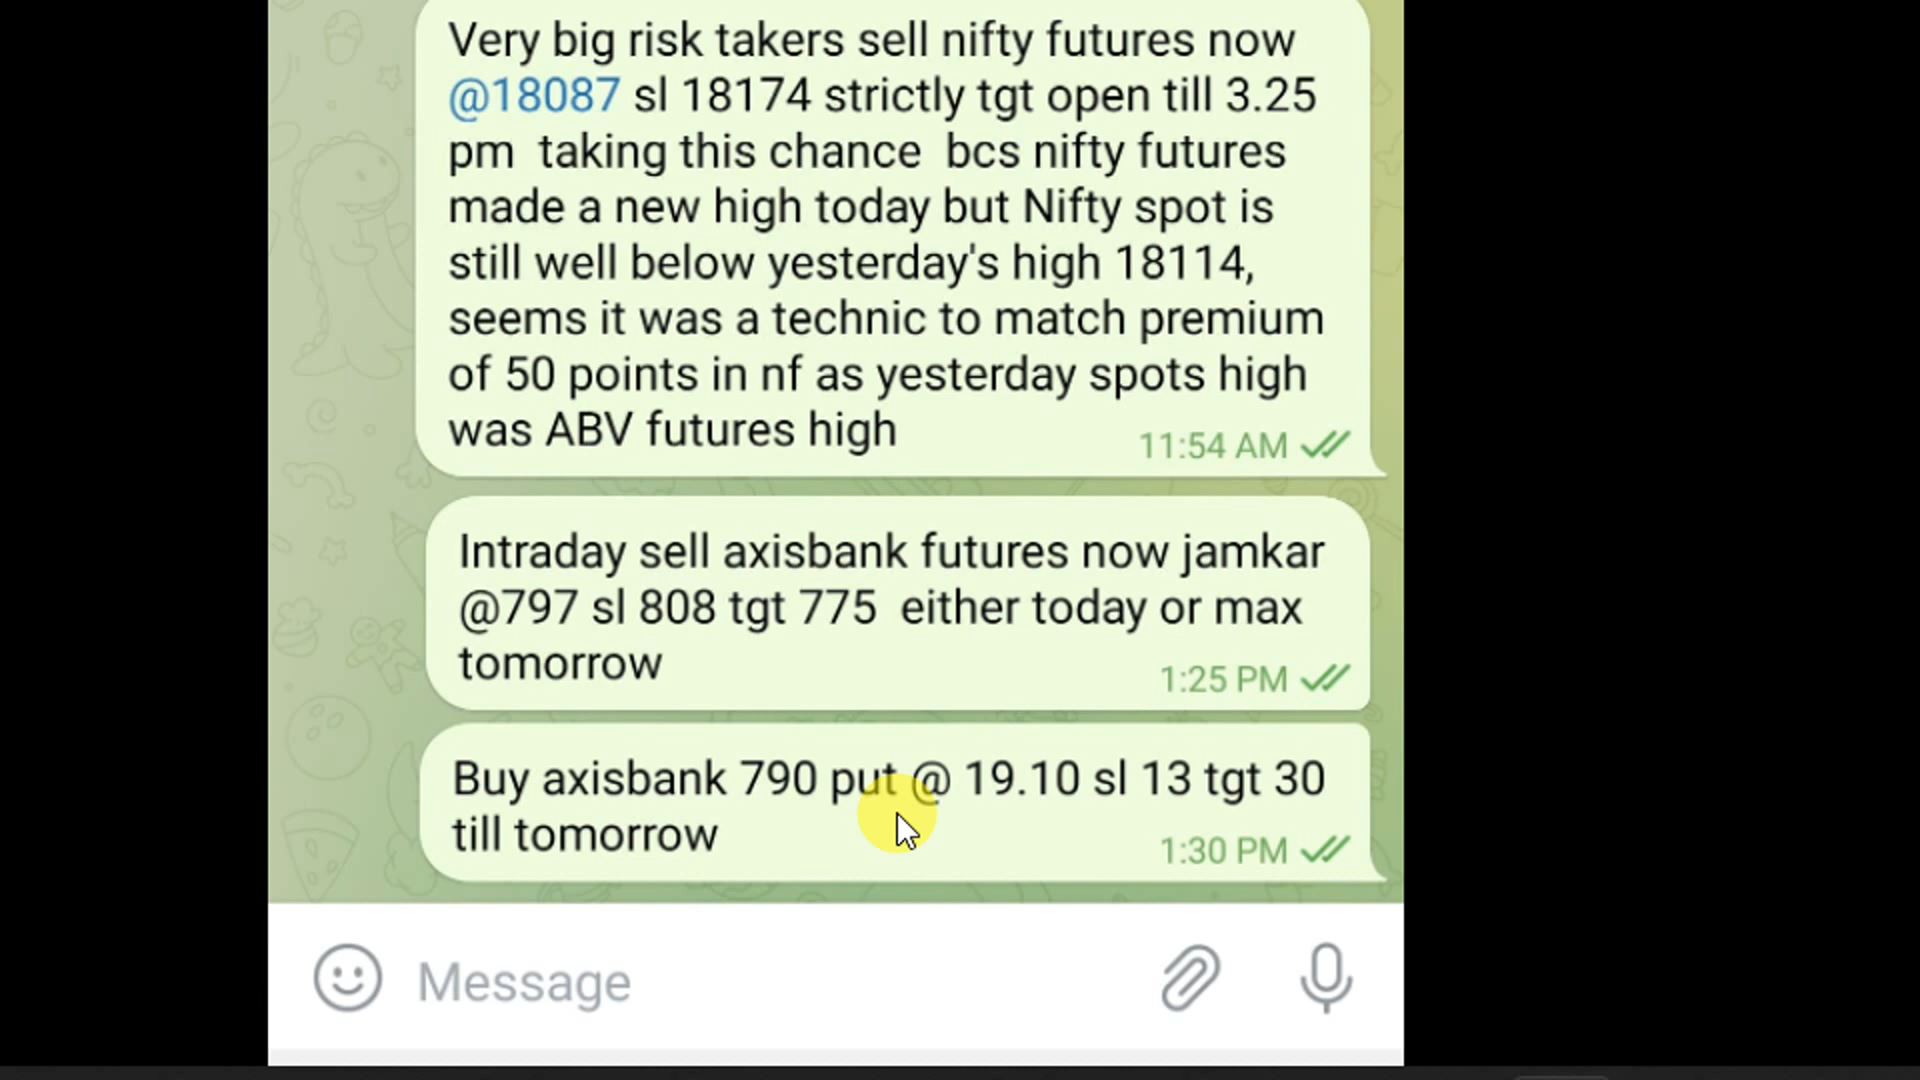 Very big risk takers sell nifty futures now
@18087 sl 18174 strictly tgt open till 3.25
pm  taking this chance  bcs nifty futures
made a new high today but Nifty spot is
still well below yesterday's high 18114,
seems it was a technic to match premium
of 50 points in nf as yesterday spots high
was ABV futures high
11:54 AM
Intraday sell axisbank futures now jamkar
@797 sl 808 tgt 775  either today or max
tomorrow
1:25 PM
Buy axisbank 790 put @ 19.10 sl 13 tgt 30
till tomorrow
1:30 PM
Message